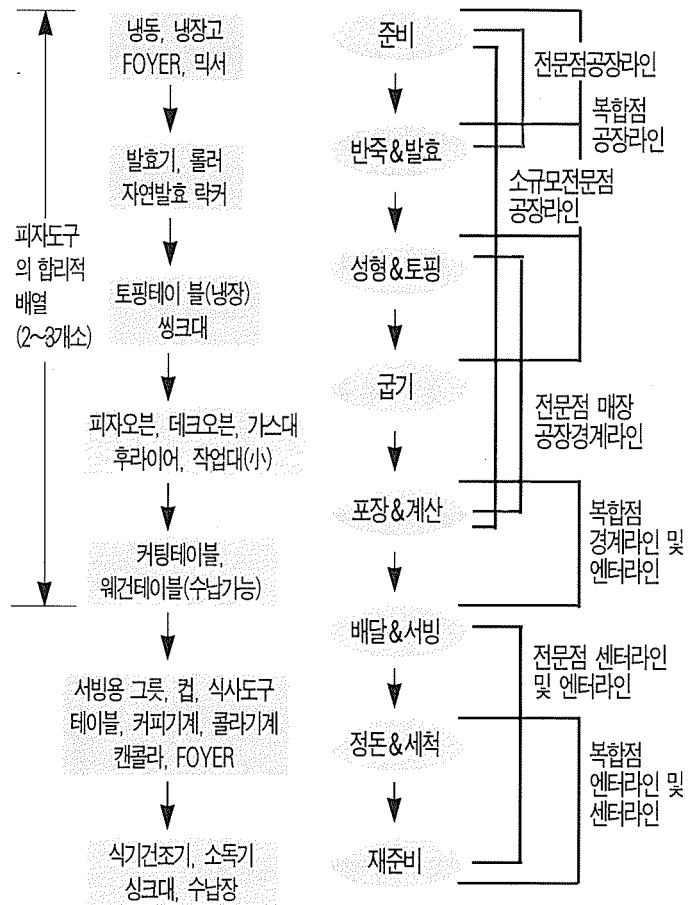 피자도구
의 합리적
배열
(2~3개소)
냉동, 냉장고
FOYER, 믹서
발효기, 롤러
자연발효 락커
토핑테이 블(냉장)
씽크대
피자오븐, 데크오븐, 가스대
후라이어, 작업대(小)
커팅테이블,
웨건테이블(수납가능)
서빙용 그릇, 컵, 식사도구
테이블, 커피기계, 콜라기계
캔콜라, FOYER
식기건조기, 소독기
싱크대, 수납장
준비
반죽&발효
성형&토핑
굽기
포장&계산
배달&서빙
정돈&세척
재준비
전문점공장라인
복합점
공장라인
소규모전문점
공장라인
전문점 매장
공장경계라인
복합점
경계라인 및
엔터라인
전문점 센터라인
및 엔터라인
복합점
엔터라인 및
센터라인